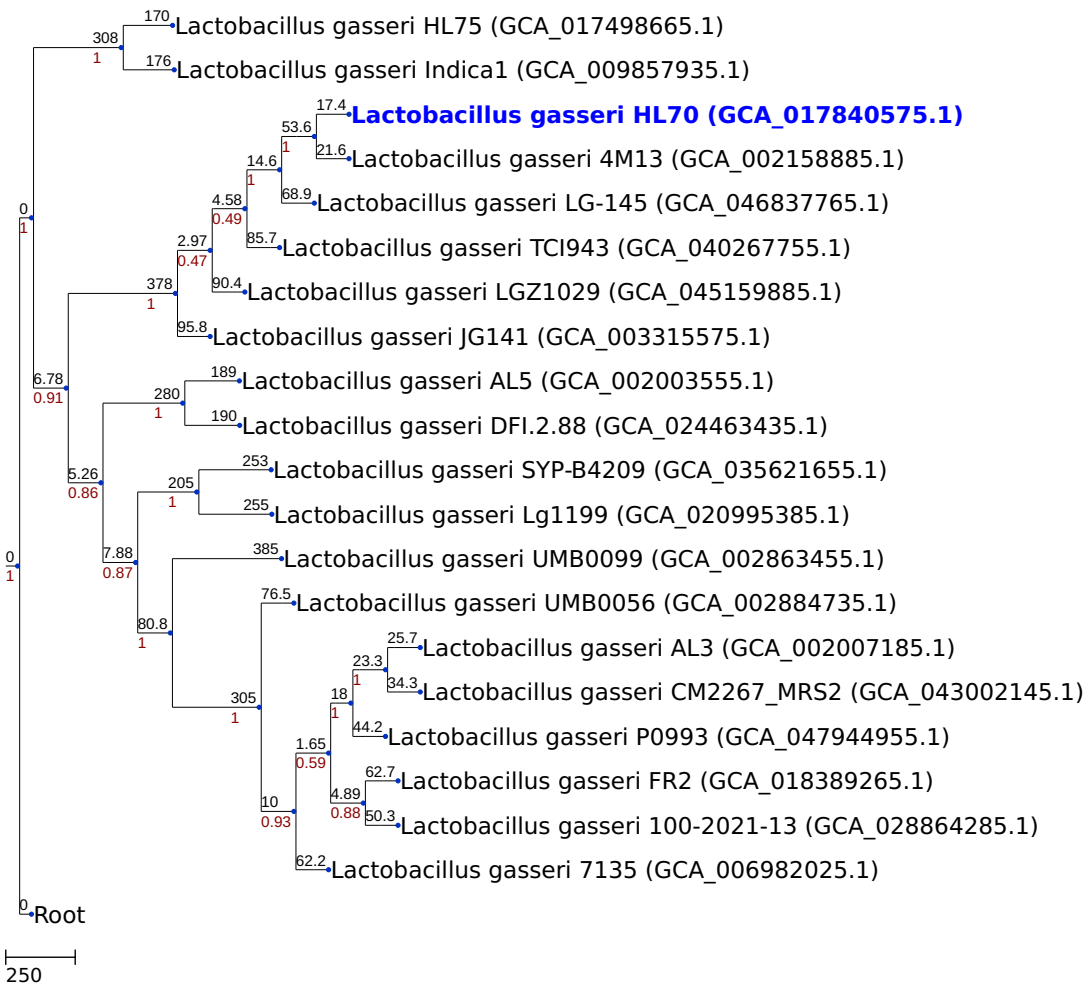 170
Lactobacillus gasseri HL75 (GCA_017498665.1)
308
1
176
Lactobacillus gasseri Indica1 (GCA_009857935.1)
17.4
Lactobacillus gasseri HL70 (GCA_017840575.1)
53.6
1
21.6
Lactobacillus gasseri 4M13 (GCA_002158885.1)
14.6
1
68.9
Lactobacillus gasseri LG-145 (GCA_046837765.1)
4.58
0.49
85.7
Lactobacillus gasseri TCI943 (GCA_040267755.1)
0
1
2.97
0.47
90.4
Lactobacillus gasseri LGZ1029 (GCA_045159885.1)
378
1
95.8
Lactobacillus gasseri JG141 (GCA_003315575.1)
6.78
0.91
189
Lactobacillus gasseri AL5 (GCA_002003555.1)
280
1
190
Lactobacillus gasseri DFI.2.88 (GCA_024463435.1)
5.26
0.86
253
Lactobacillus gasseri SYP-B4209 (GCA_035621655.1)
205
1
255
Lactobacillus gasseri Lg1199 (GCA_020995385.1)
0
1
7.88
0.87
385
Lactobacillus gasseri UMB0099 (GCA_002863455.1)
76.5
Lactobacillus gasseri UMB0056 (GCA_002884735.1)
80.8
1
25.7
Lactobacillus gasseri AL3 (GCA_002007185.1)
23.3
1
34.3
Lactobacillus gasseri CM2267_MRS2 (GCA_043002145.1)
305
1
18
1
44.2
Lactobacillus gasseri P0993 (GCA_047944955.1)
1.65
0.59
62.7
Lactobacillus gasseri FR2 (GCA_018389265.1)
4.89
0.88
50.3
Lactobacillus gasseri 100-2021-13 (GCA_028864285.1)
10
0.93
62.2
Lactobacillus gasseri 7135 (GCA_006982025.1)
0
Root
250